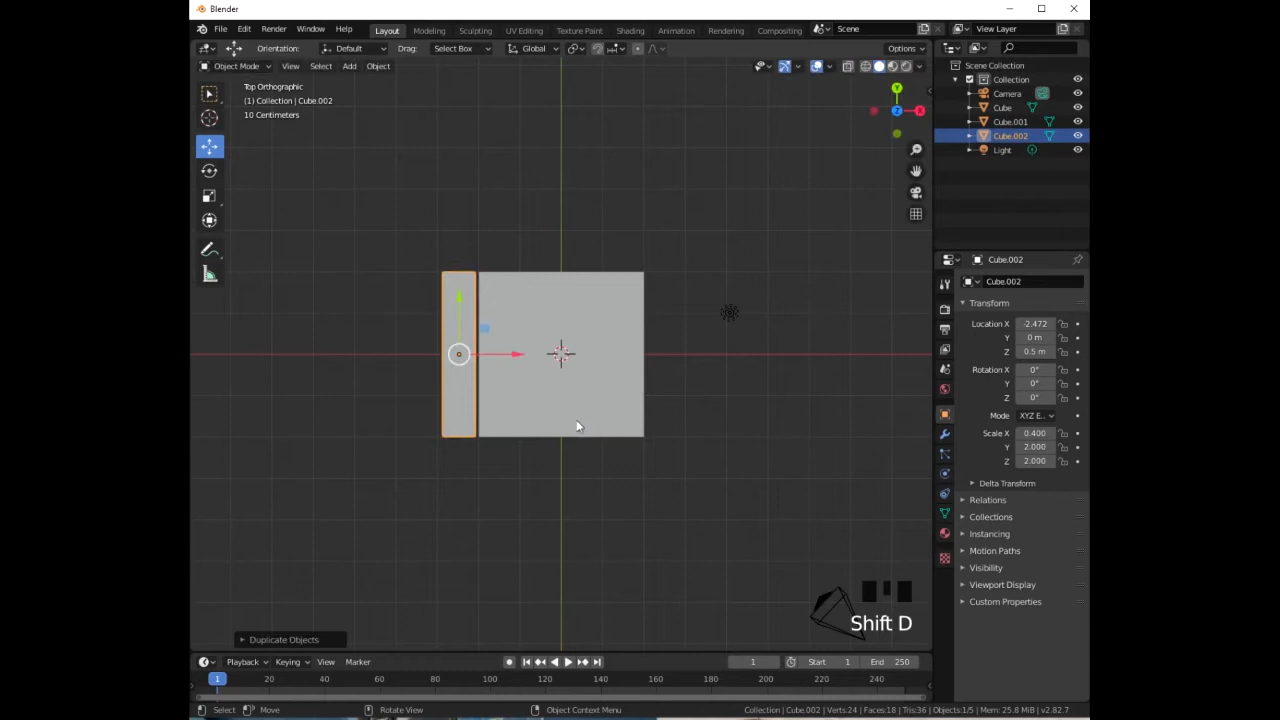 Blender
File Edit Render Window Help Layout Modeling Sculpting UV Editing Texture Paint Shading Animation Rendering Compositing Scene View Layer
Orientation: Default Drag: Select Box Global Options
Object Mode View Select Add Object
Top Orthographic
(1) Collection | Cube.002
10 Centimeters
Y
X
Z
Scene Collection
Collection
Camera
Cube
Cube.001
Cube.002
Light
Cube.002
Cube.002
Transform
Location X -2.472
Y 0 m
Z 0.5 m
Rotation X 0°
Y 0°
Z 0°
Mode XYZ E..
Scale X 0.400
Y 2.000
Z 2.000
Delta Transform
Relations
Collections
Instancing
Motion Paths
Visibility
Viewport Display
Custom Properties
Shift D
Duplicate Objects
Playback Keying View Marker 1 Start 1 End 250
1 20 40 60 80 100 120 140 160 180 200 220 240
Select Move Rotate View Object Context Menu Collection | Cube.002 | Verts:24 | Faces:18 | Tris:36 | Objects:1/5 | Mem: 25.8 MiB | v2.82.7